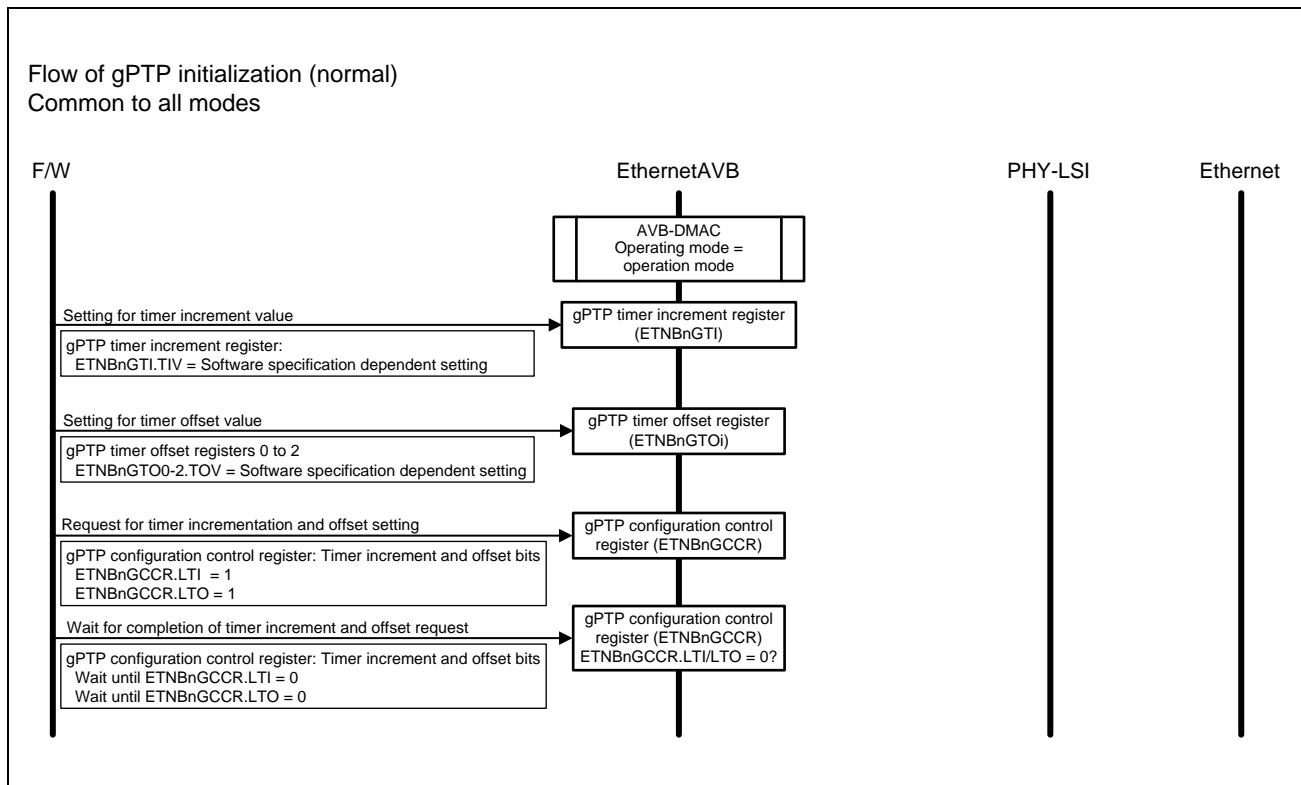 Flow of gPTP initialization (normal)
Common to all modes
F/W
EthernetAVB
PHY-LSI
Ethernet
AVB-DMAC
Operating mode =
operation mode
Setting for timer increment value
gPTP timer increment register:
ETNBnGTI.TIV = Software specification dependent setting
gPTP timer increment register
(ETNBnGTI)
Setting for timer offset value
gPTP timer offset registers 0 to 2
ETNBnGTO0-2.TOV = Software specification dependent setting
gPTP timer offset register
(ETNBnGTOi)
Request for timer incrementation and offset setting
gPTP configuration control register: Timer increment and offset bits
ETNBnGCCR.LTI = 1
ETNBnGCCR.LTO = 1
gPTP configuration control
register (ETNBnGCCR)
Wait for completion of timer increment and offset request
gPTP configuration control register: Timer increment and offset bits
Wait until ETNBnGCCR.LTI = 0
Wait until ETNBnGCCR.LTO = 0
gPTP configuration control
register (ETNBnGCCR)
ETNBnGCCR.LTI/LTO = 0?